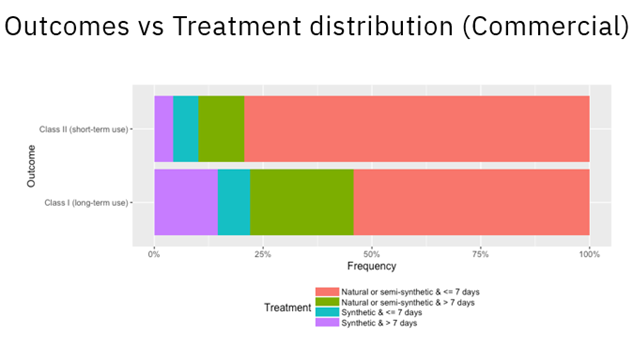 Outcomes vs Treatment distribution (Commercial)
Outcome
Class II (short-term use)
Class I (long-term use)
0% 25% 50% 75% 100%
Frequency
Treatment
Natural or semi-synthetic & <= 7 days
Natural or semi-synthetic & > 7 days
Synthetic & <= 7 days
Synthetic & > 7 days